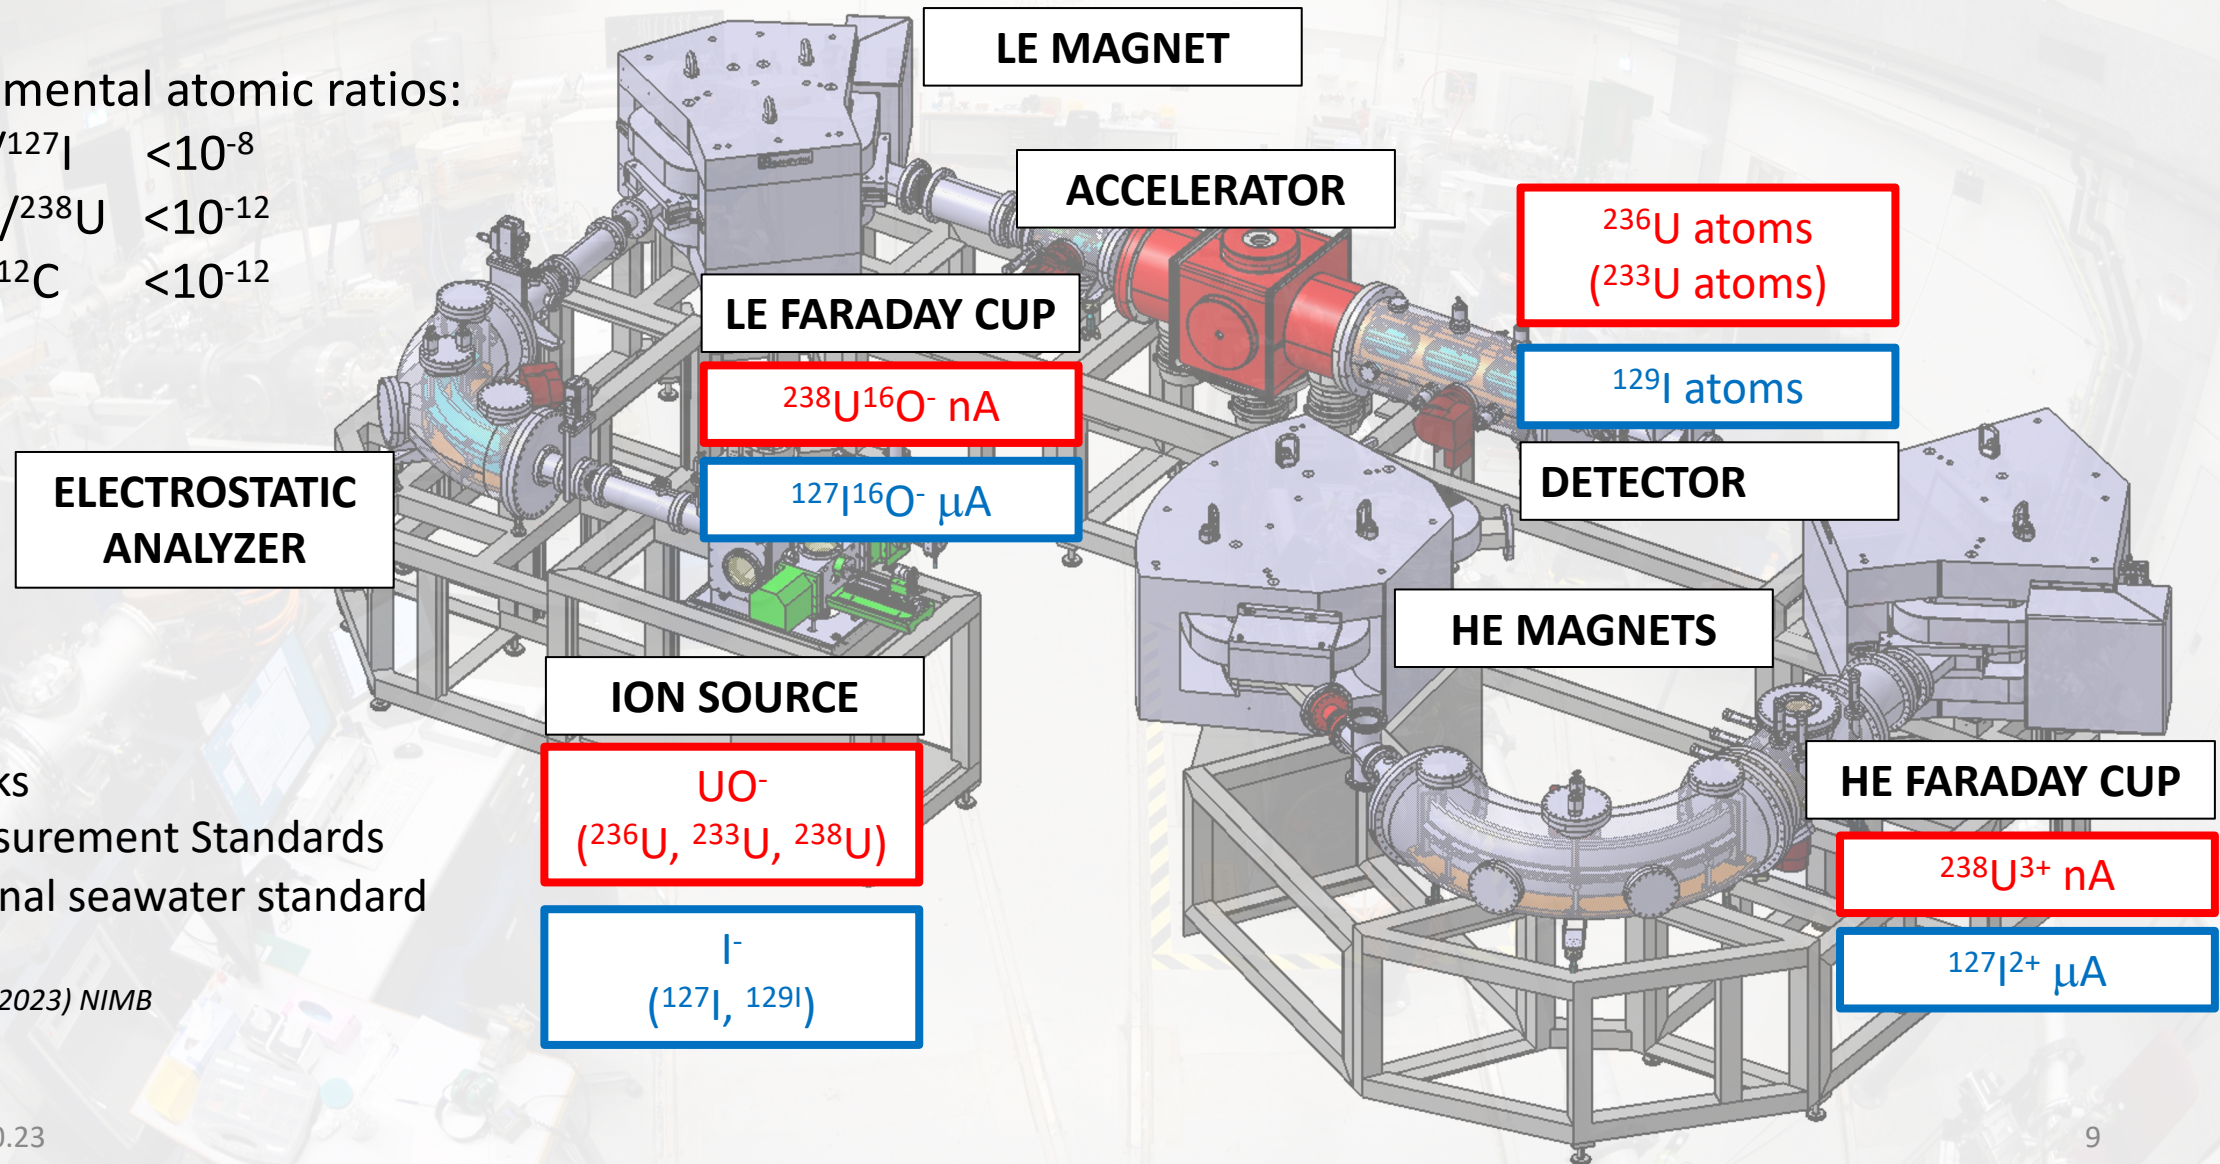 mental atomic ratios:
/¹²⁷I <10⁻⁸
/²³⁸U <10⁻¹²
¹²C <10⁻¹²
LE MAGNET
ACCELERATOR
²³⁶U atoms
(²³³U atoms)
¹²⁹I atoms
DETECTOR
LE FARADAY CUP
²³⁸U¹⁶O⁻ nA
¹²⁷I¹⁶O⁻ μA
ELECTROSTATIC
ANALYZER
ION SOURCE
UO⁻
(²³⁶U, ²³³U, ²³⁸U)
I⁻
(¹²⁷I, ¹²⁹ᴵ)
HE MAGNETS
HE FARADAY CUP
²³⁸U³⁺ nA
¹²⁷I²⁺ μA
ks
surement Standards
nal seawater standard
2023) NIMB
0.23
9